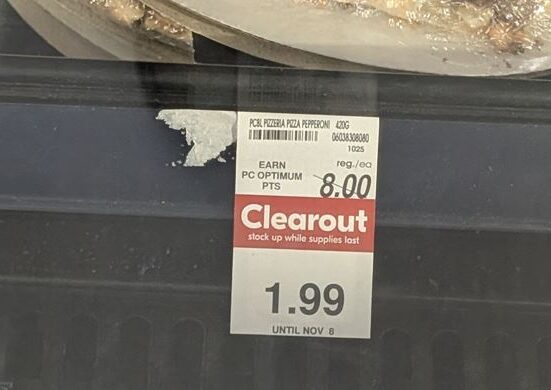 PCBL PIZZERIA PIZZA PEPPERONI 420G
06038308080
1025
EARN
PC OPTIMUM
PTS
reg./ea
8.00
Clearout
stock up while supplies last
1.99
UNTIL NOV 8